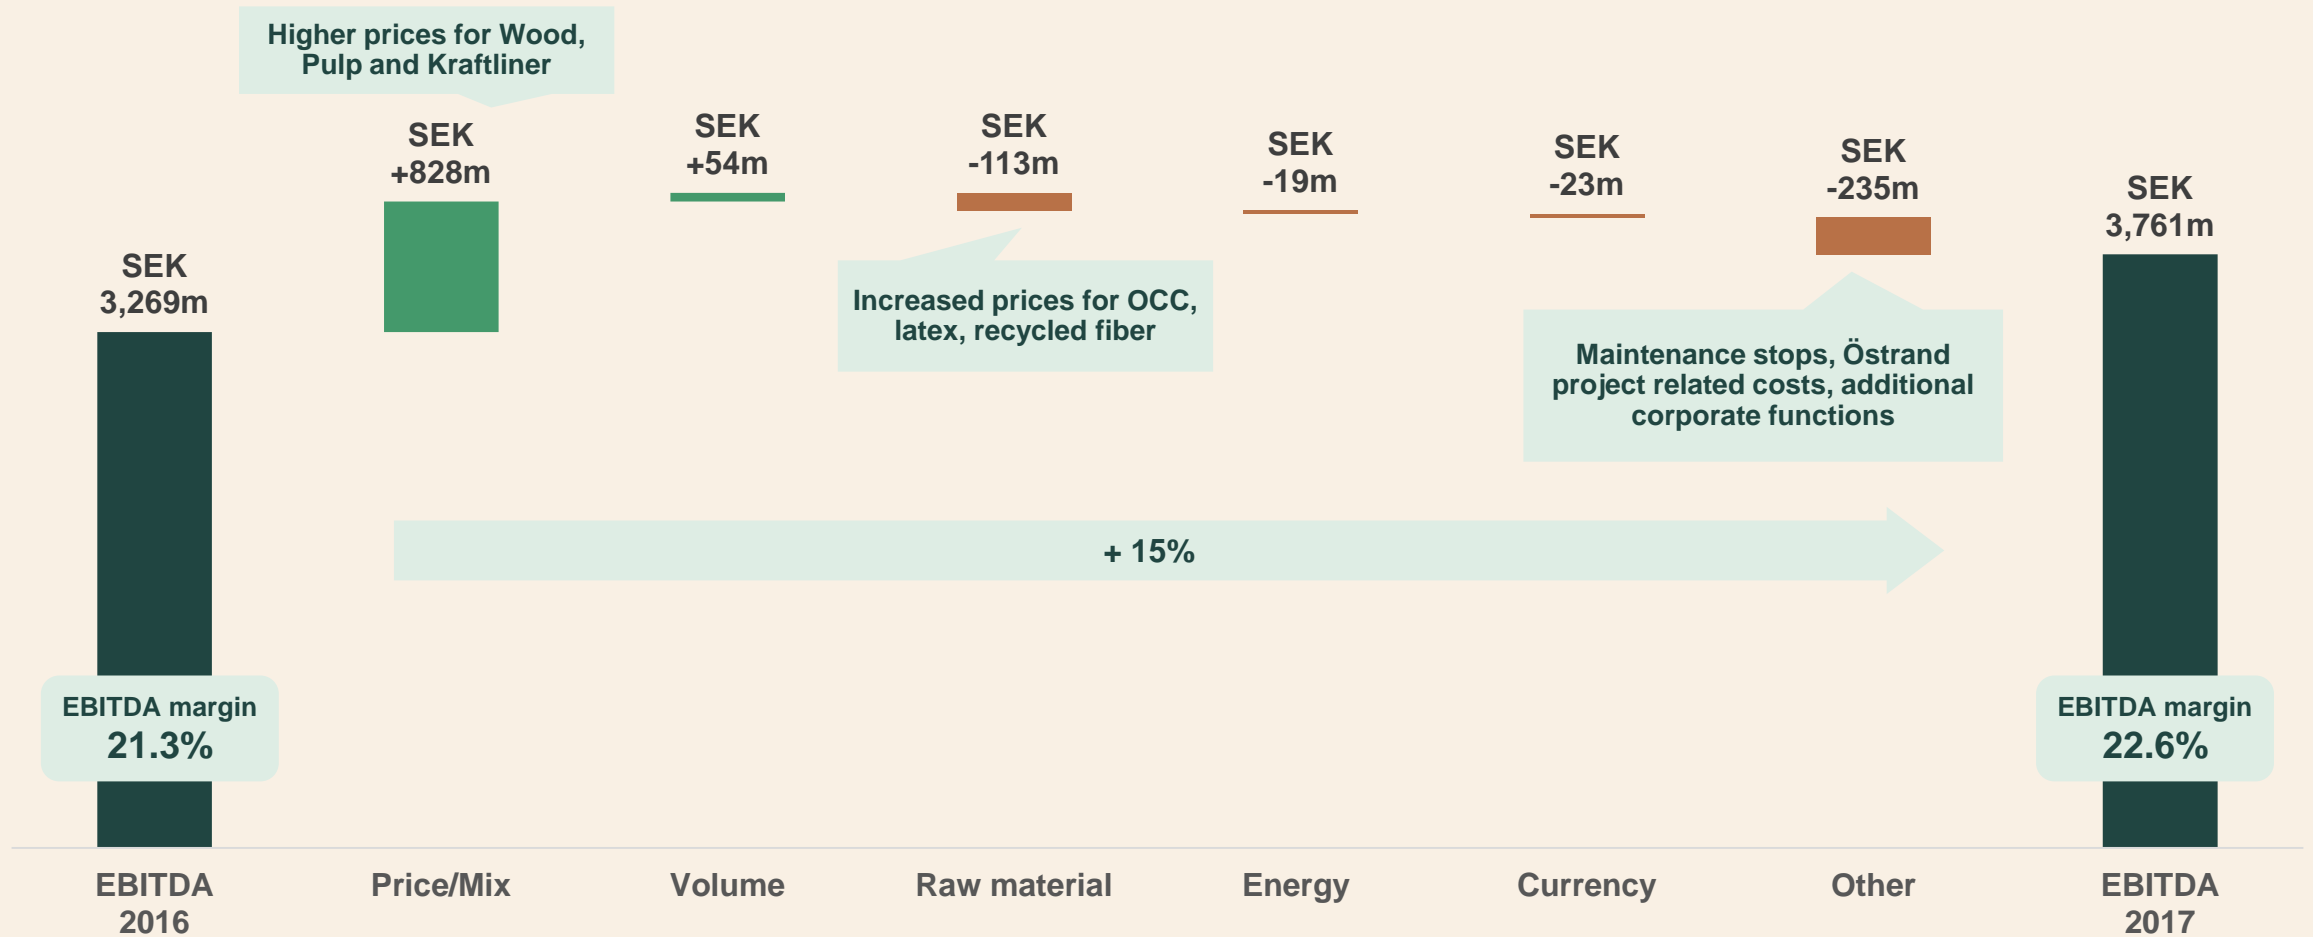 Higher prices for Wood,
Pulp and Kraftliner
SEK
3,269m
SEK
+828m
SEK
+54m
SEK
-113m
SEK
-19m
SEK
-23m
SEK
-235m
SEK
3,761m
Increased prices for OCC,
latex, recycled fiber
Maintenance stops, Östrand
project related costs, additional
corporate functions
+ 15%
EBITDA margin
21.3%
EBITDA margin
22.6%
EBITDA
2016
Price/Mix
Volume
Raw material
Energy
Currency
Other
EBITDA
2017